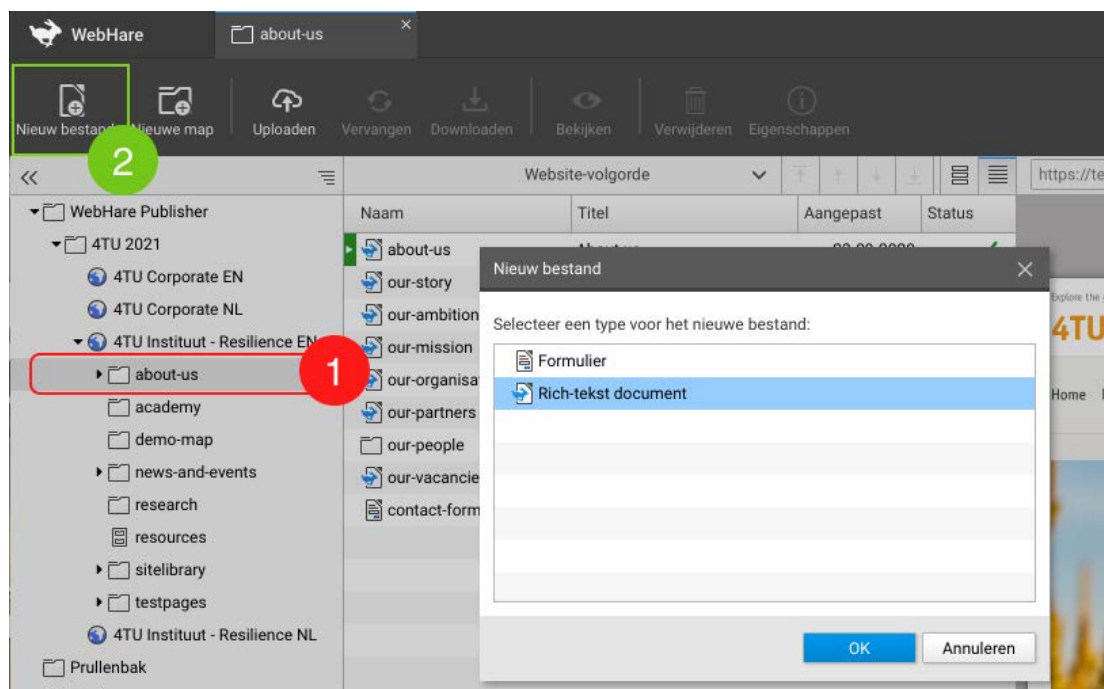 WebHare
about-us
Nieuw bestand
Nieuwe map
Uploaden
Vervangen
Downloaden
Bekijken
Verwijderen
Eigenschappen
2
Website-volgorde
https://te
WebHare Publisher
4TU 2021
4TU Corporate EN
4TU Corporate NL
4TU Instituut - Resilience EN
about-us
1
academy
demo-map
news-and-events
research
resources
sitelibrary
testpages
4TU Instituut - Resilience NL
Prullenbak
Naam Titel Aangepast Status
about-us
our-story
our-ambition
our-mission
our-organisa
our-partners
our-people
our-vacancie
contact-form
Nieuw bestand
Selecteer een type voor het nieuwe bestand:
Formulier
Rich-tekst document
OK Annuleren
Explore the
4TU
Home